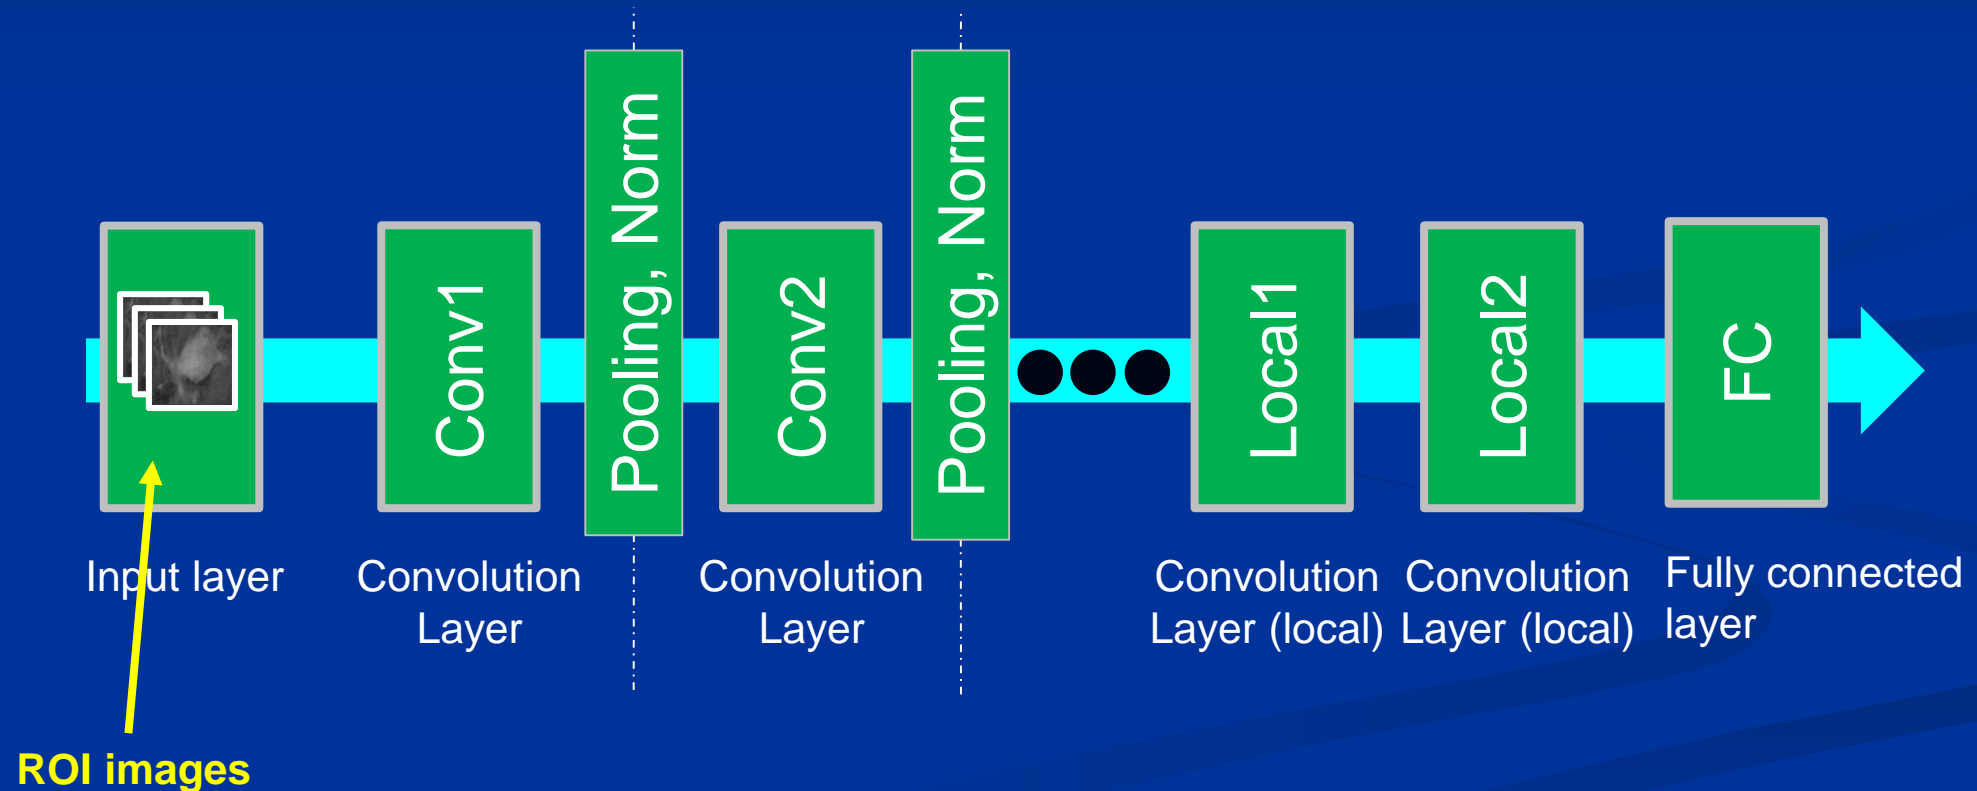 Conv1
Pooling, Norm
Conv2
Pooling, Norm
Local1
Local2
FC
Input layer
Convolution
Layer
Convolution
Layer
Convolution
Layer (local)
Convolution
Layer (local)
Fully connected
layer
ROI images